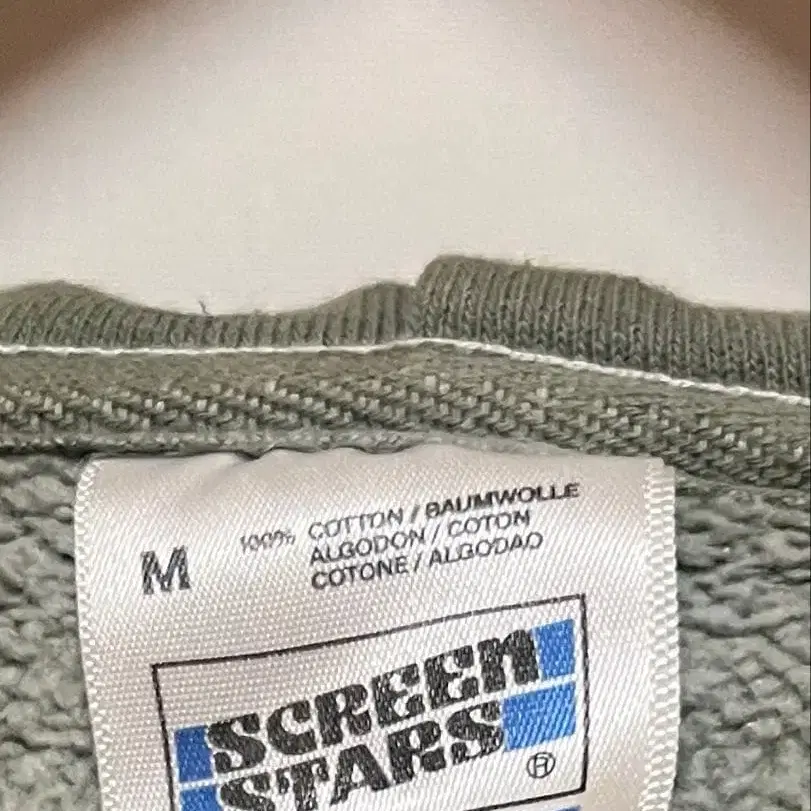 M
100% COTTON / BAUMWOLLE
ALGODON / COTON
COTONE / ALGODAO
SCREEN
STARS
®